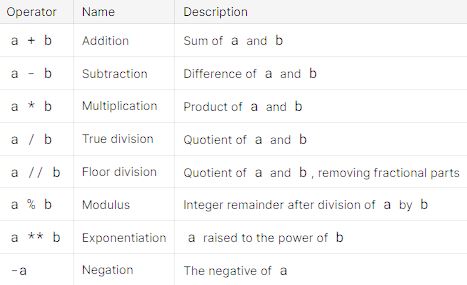 Operator Name Description
a + b Addition Sum of a and b
a - b Subtraction Difference of a and b
a * b Multiplication Product of a and b
a / b True division Quotient of a and b
a // b Floor division Quotient of a and b , removing fractional parts
a % b Modulus Integer remainder after division of a by b
a ** b Exponentiation a raised to the power of b
-a Negation The negative of a